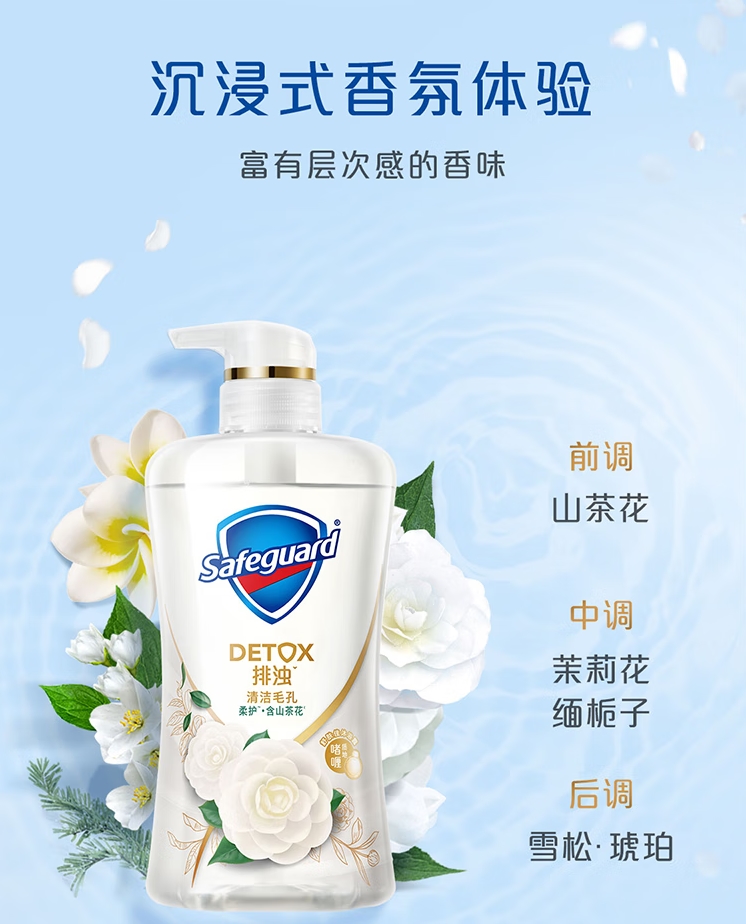 沉浸式香氛体验
富有层次感的香味
前调
山茶花
中调
茉莉花
缅栀子
后调
雪松·琥珀
Safeguard®
DETOX
排浊
清洁毛孔
柔护·含山茶花
啫喱